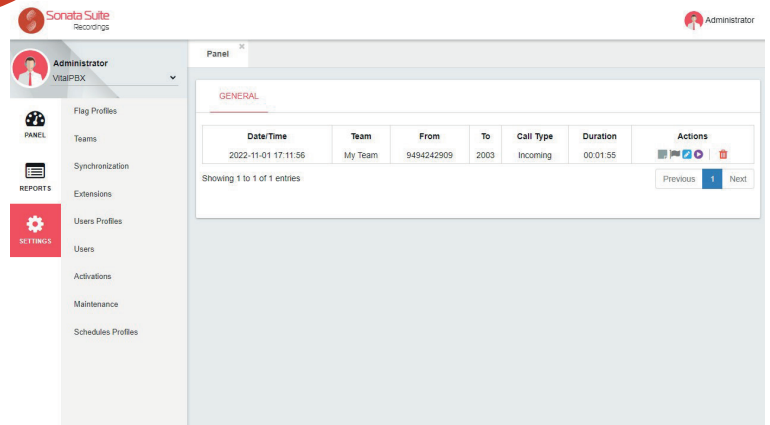 Sonata Suite
Recordings
Administrator
Administrator
VitalPBX
Panel ×
PANEL
REPORTS
SETTINGS
Flag Profiles
Teams
Synchronization
Extensions
Users Profiles
Users
Activations
Maintenance
Schedules Profiles
GENERAL
Date/Time Team From To Call Type Duration Actions
2022-11-01 17:11:56 My Team 9494242909 2003 Incoming 00:01:55
Showing 1 to 1 of 1 entries
Previous 1 Next